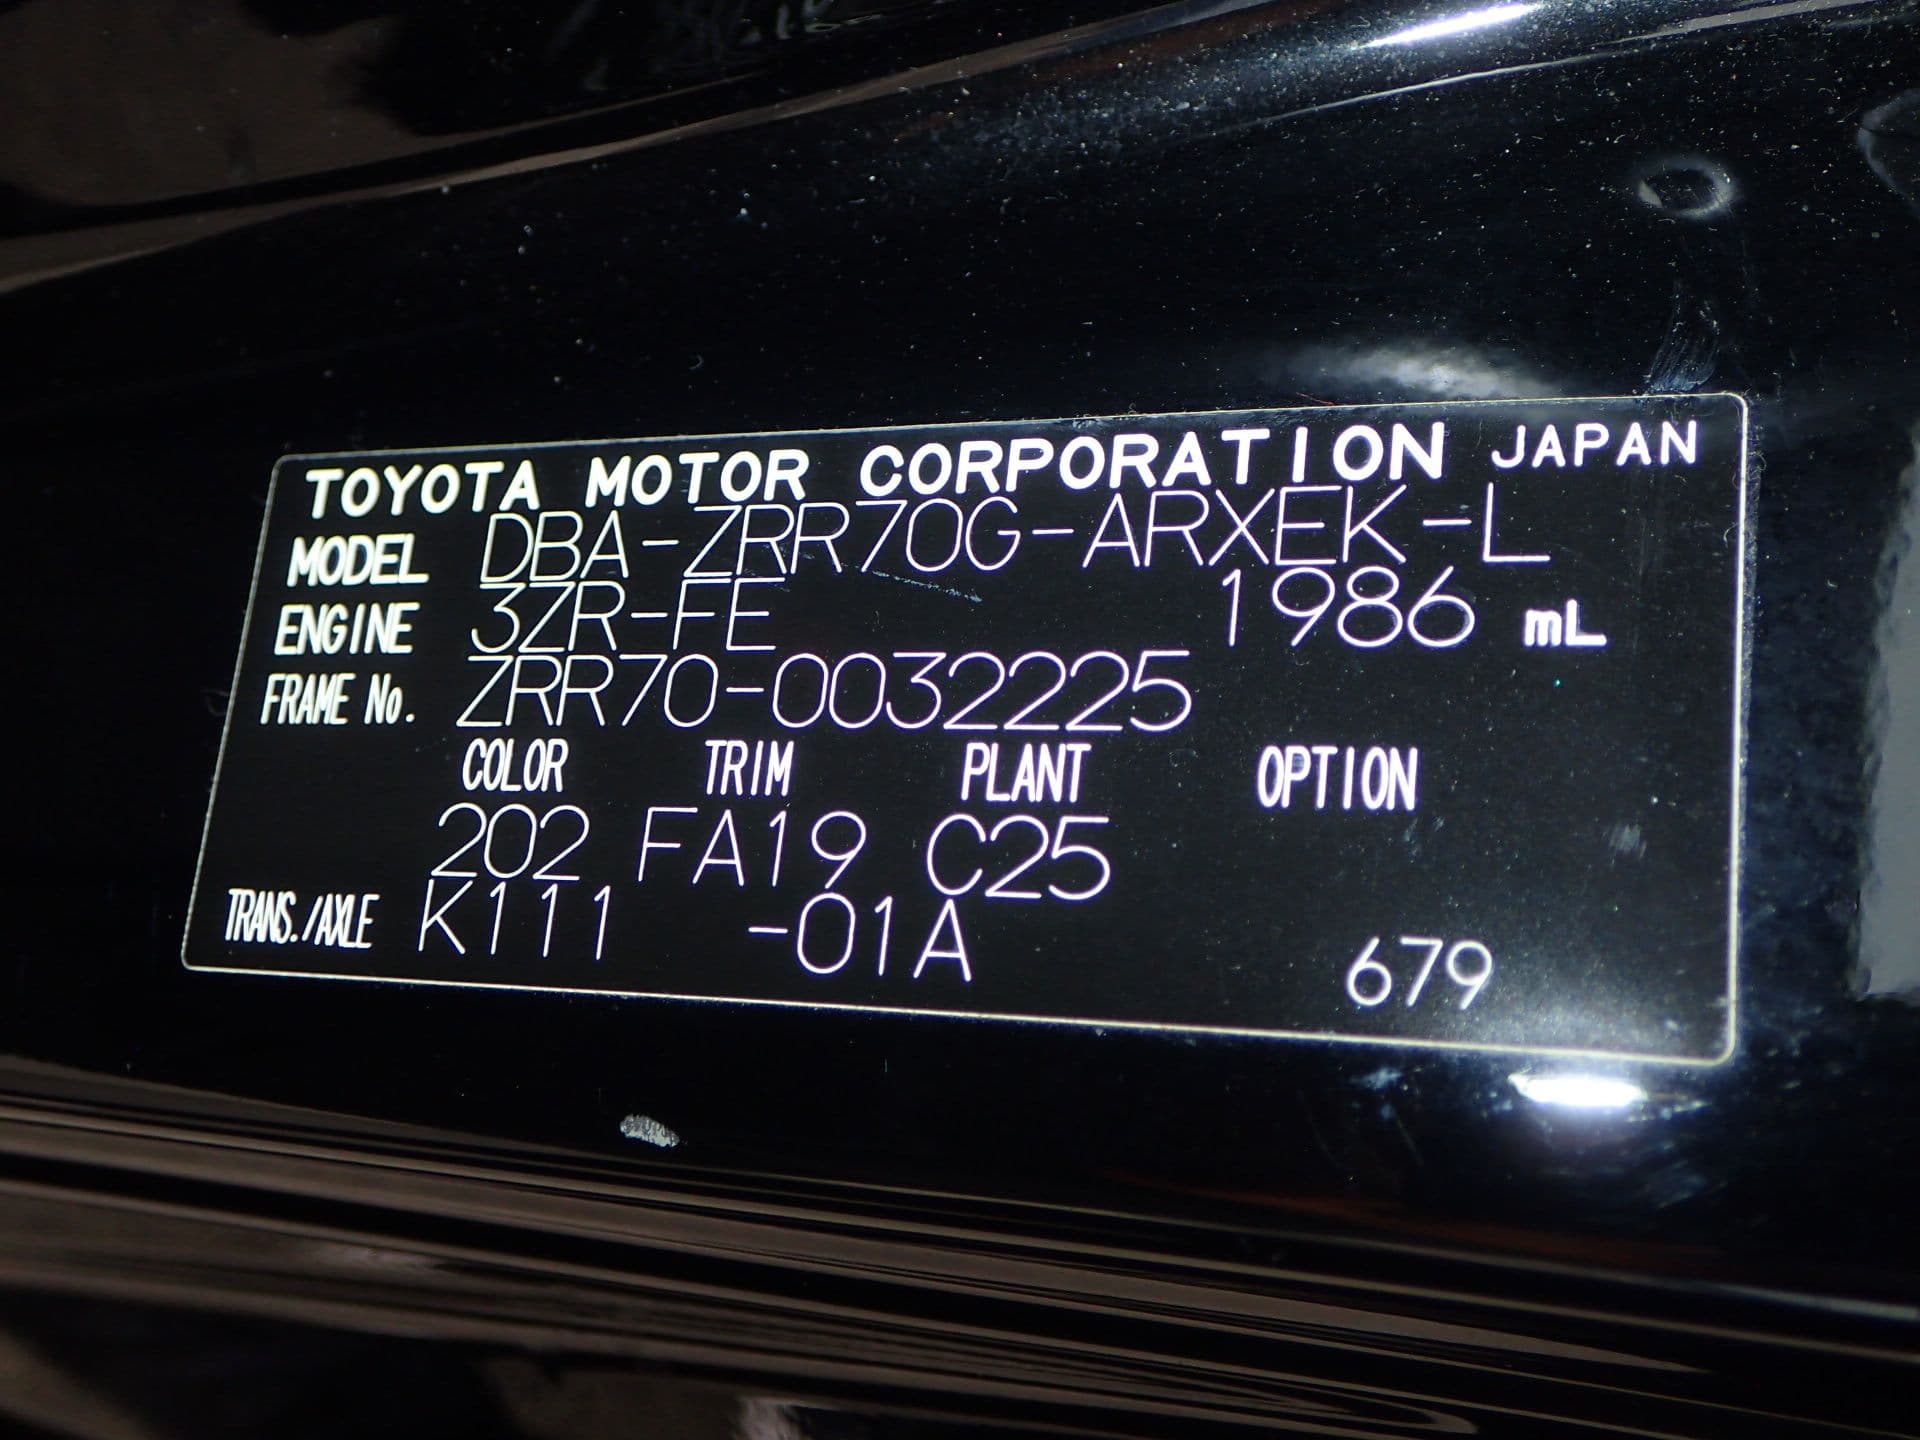 TOYOTA MOTOR CORPORATION JAPAN
MODEL DBA-ZRR70G-ARXEK-L
ENGINE 3ZR-FE 1986 mL
FRAME No. ZRR70-0032225
COLOR TRIM PLANT OPTION
202 FA19 C25
TRANS./AXLE K111 -01A 679